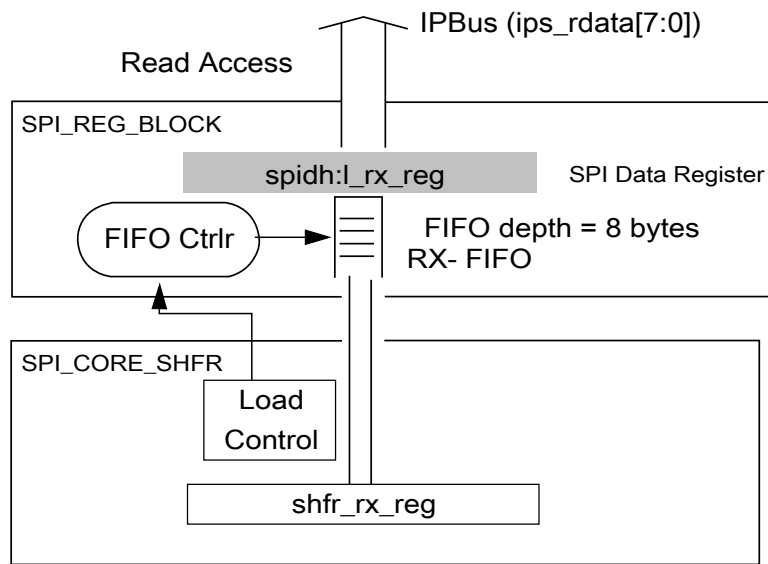 IPBus (ips_rdata[7:0])
Read Access
SPI_REG_BLOCK
spidh:l_rx_reg
SPI Data Register
FIFO Ctrlr
FIFO depth = 8 bytes
RX- FIFO
SPI_CORE_SHFR
Load
Control
shfr_rx_reg